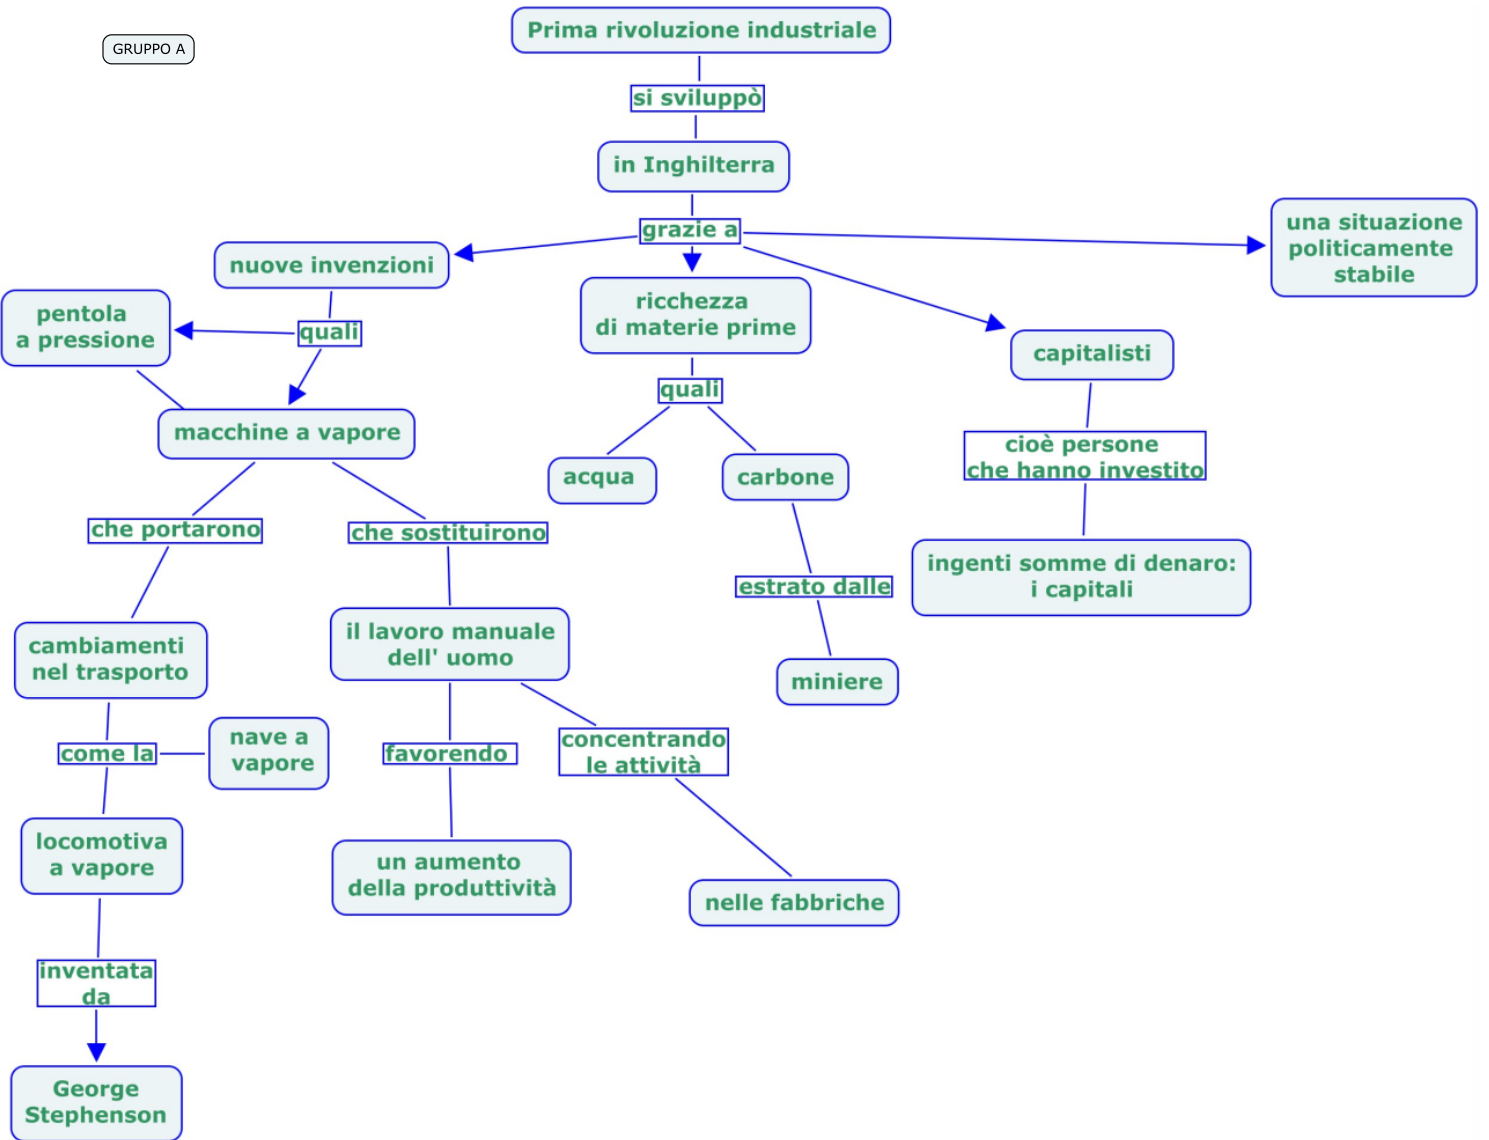 Prima rivoluzione industriale
GRUPPO A
si sviluppò
in Inghilterra
grazie a
una situazione
politicamente
stabile
nuove invenzioni
ricchezza
di materie prime
pentola
a pressione
quali
capitalisti
quali
macchine a vapore
cioè persone
che hanno investito
acqua
carbone
che portarono
che sostituirono
ingenti somme di denaro:
i capitali
estrato dalle
il lavoro manuale
dell' uomo
cambiamenti
nel trasporto
miniere
nave a
vapore
come la
favorendo
concentrando
le attività
locomotiva
a vapore
un aumento
della produttività
nelle fabbriche
inventata
da
George
Stephenson